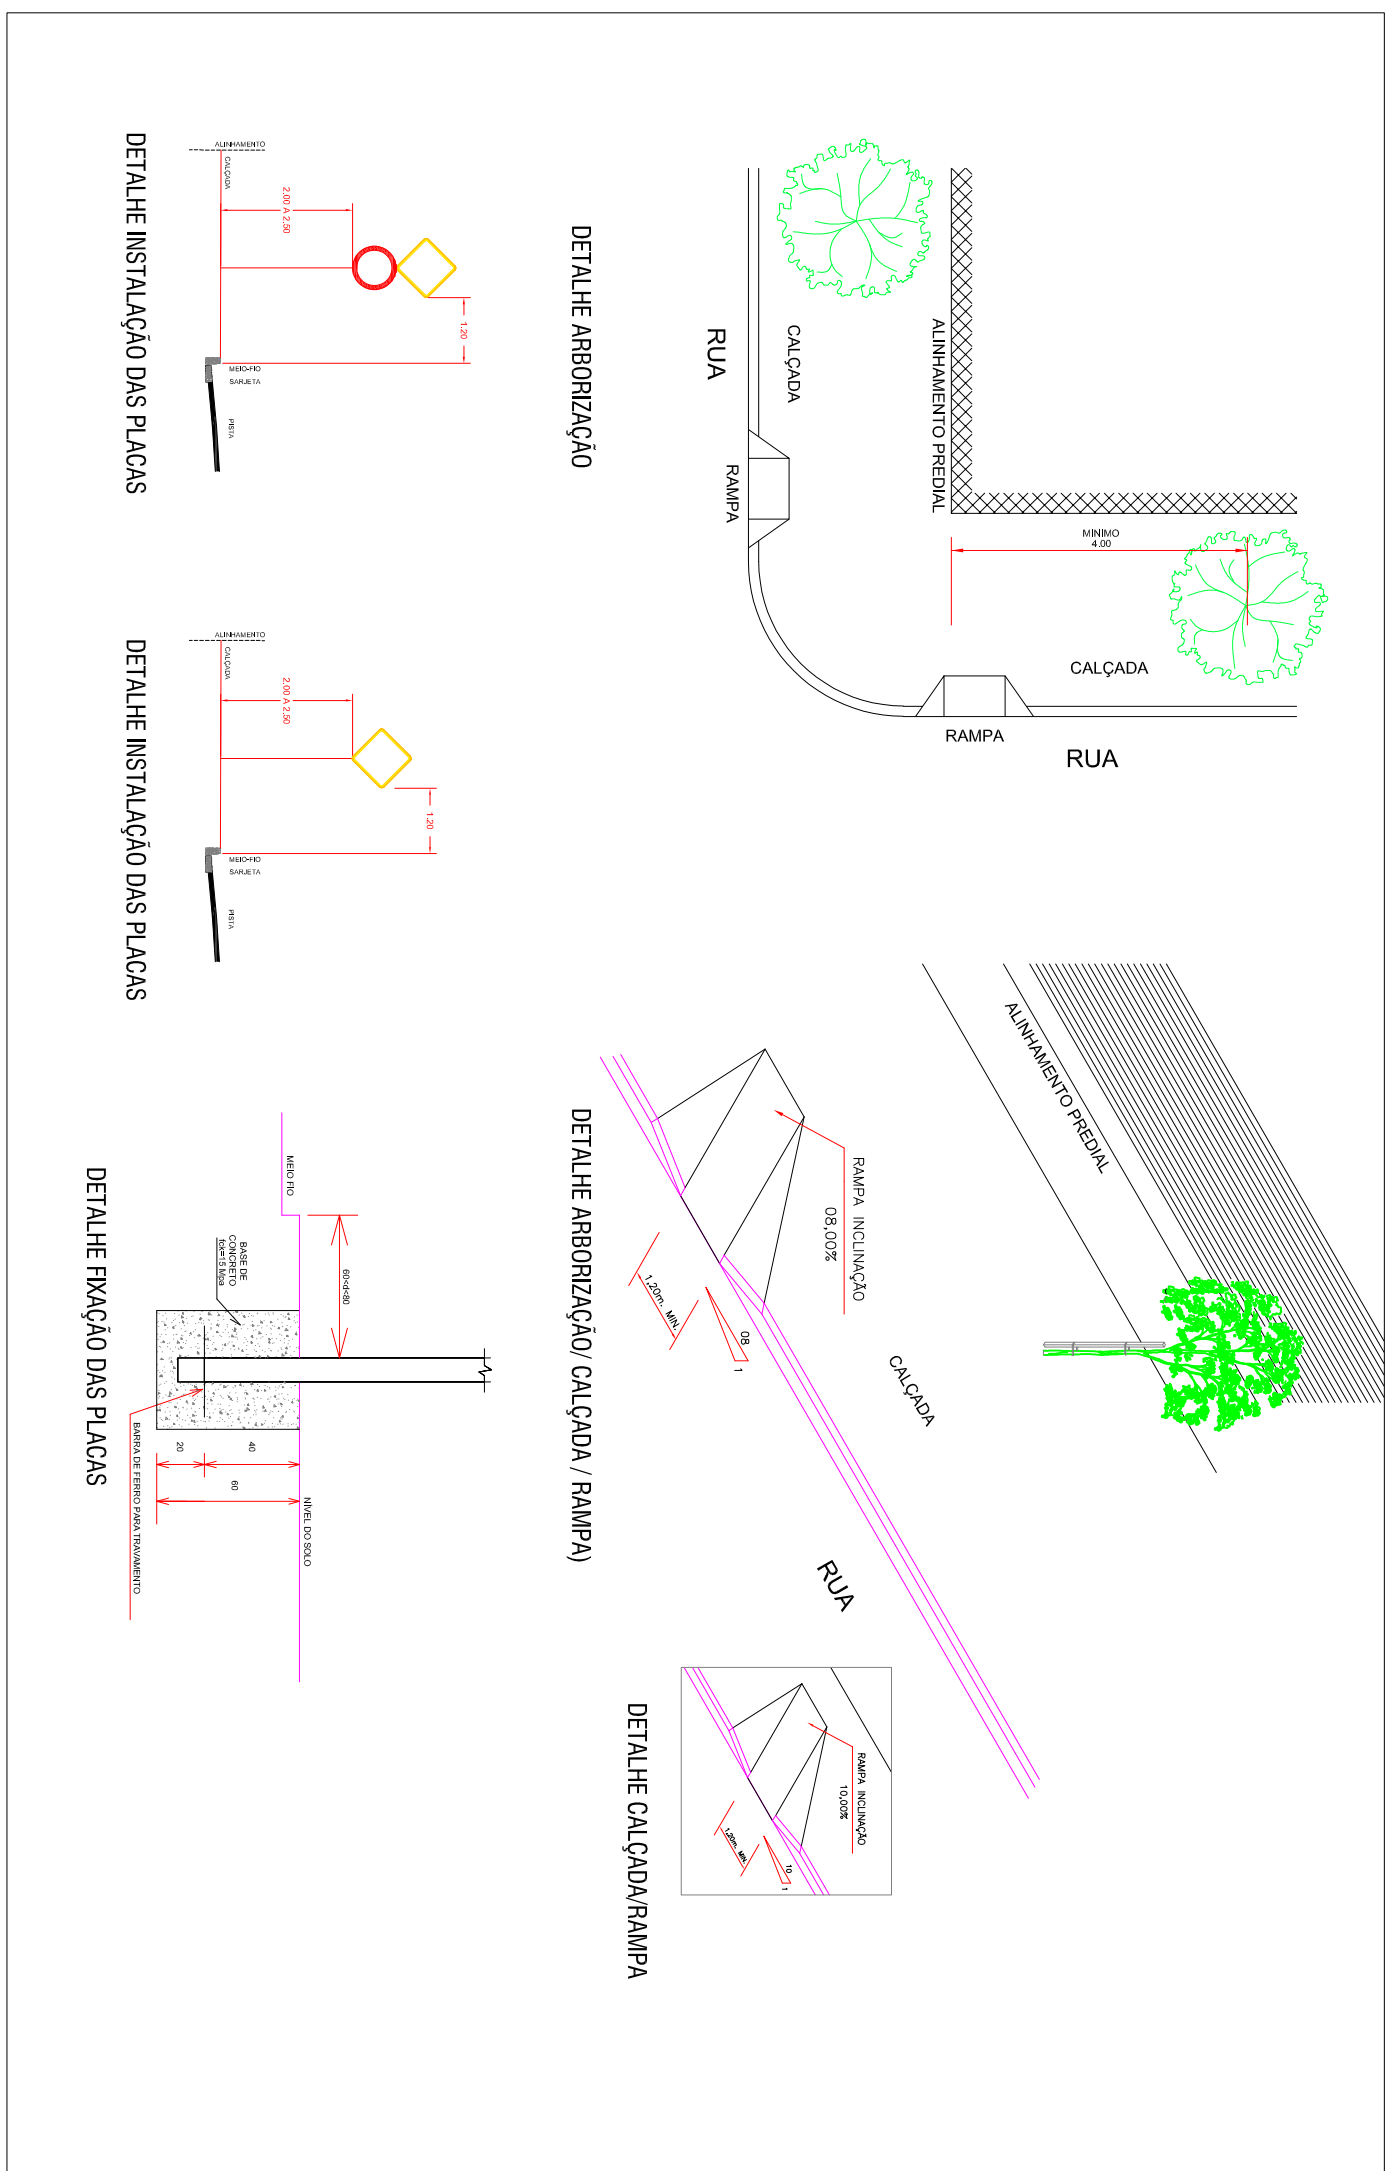 ALINHAMENTO PREDIAL
CALÇADA
RUA
RAMPA
MÍNIMO
4.00
CALÇADA
RAMPA
RUA
DETALHE ARBORIZAÇÃO
ALINHAMENTO PREDIAL
RAMPA INCLINAÇÃO
08,00%
CALÇADA
08
1
1,20m. MIN.
RUA
DETALHE ARBORIZAÇÃO/ CALÇADA / RAMPA)
RAMPA INCLINAÇÃO
10,00%
10
1
1,20m. MIN.
DETALHE CALÇADA/RAMPA
ALINHAMENTO
CALÇADA
2.00 A 2.50
1.20
MEIO-FIO
SARJETA
PISTA
DETALHE INSTALAÇÃO DAS PLACAS
ALINHAMENTO
CALÇADA
2.00 A 2.50
1.20
MEIO-FIO
SARJETA
PISTA
DETALHE INSTALAÇÃO DAS PLACAS
MEIO FIO
60<d<80
BASE DE
CONCRETO
fck=15 Mpa
NÍVEL DO SOLO
40
20
60
BARRA DE FERRO PARA TRAVAMENTO
DETALHE FIXAÇÃO DAS PLACAS